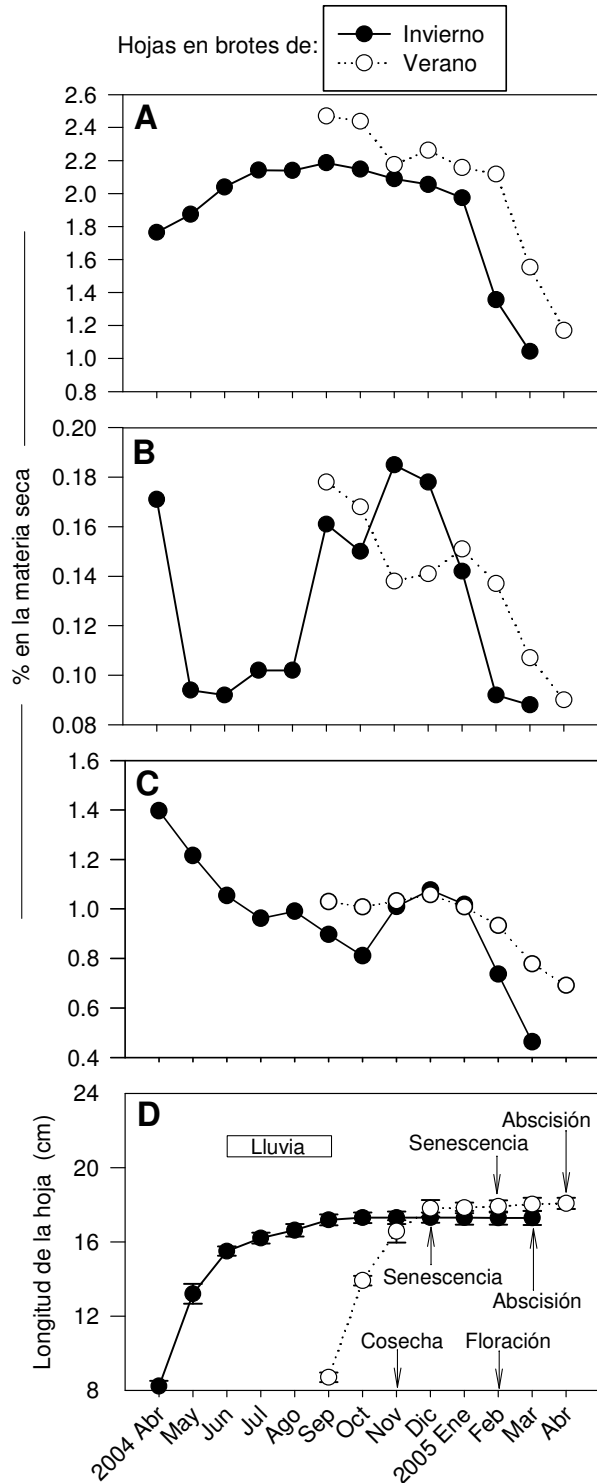 Hojas en brotes de:
Invierno
Verano
A
2.6
2.4
2.2
2.0
1.8
1.6
1.4
1.2
1.0
0.8
B
0.20
0.18
0.16
0.14
0.12
0.10
0.08
% en la materia seca
C
1.6
1.4
1.2
1.0
0.8
0.6
0.4
D
24
20
16
12
8
Longitud de la hoja (cm)
Lluvia
Abscisión
Senescencia
Senescencia
Abscisión
Cosecha
Floración
2004 Abr
May
Jun
Jul
Ago
Sep
Oct
Nov
Dic
2005 Ene
Feb
Mar
Abr